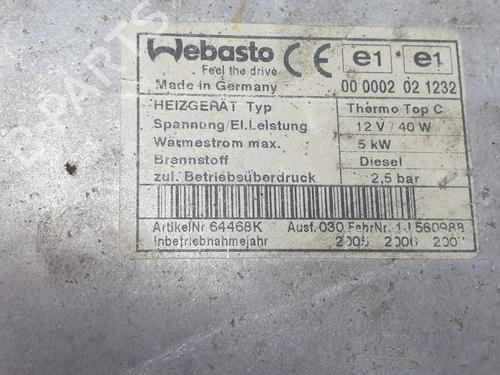 Webasto CE e1 e1
Feel the drive
Made in Germany 00 0002 02 1232
HEIZGERÄT Typ Thermo Top C
Spannung/El.Leistung 12 V / 40 W
Wärmestrom max. 5 kW
Brennstoff Diesel
zul. Betriebsüberdruck 2,5 bar
ArtikelNr 64468K Ausf. 030 FabrNr.
Inbetriebnahmejahr 2005 2006